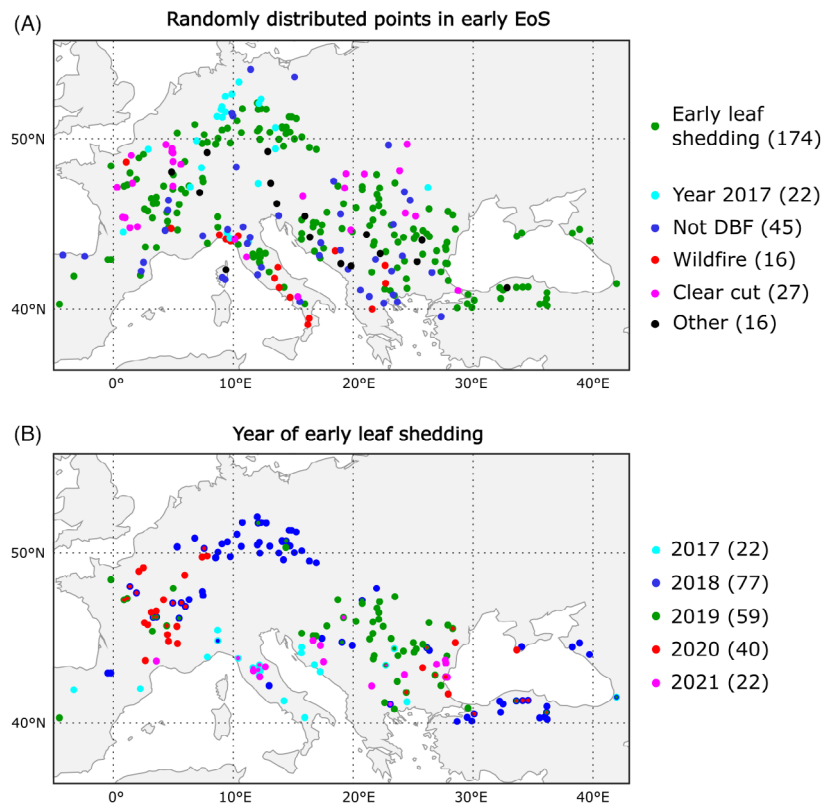 (A)
Randomly distributed points in early EoS
50°N
40°N
0°
10°E
20°E
30°E
40°E
Early leaf
shedding (174)
Year 2017 (22)
Not DBF (45)
Wildfire (16)
Clear cut (27)
Other (16)
(B)
Year of early leaf shedding
50°N
40°N
0°
10°E
20°E
30°E
40°E
2017 (22)
2018 (77)
2019 (59)
2020 (40)
2021 (22)